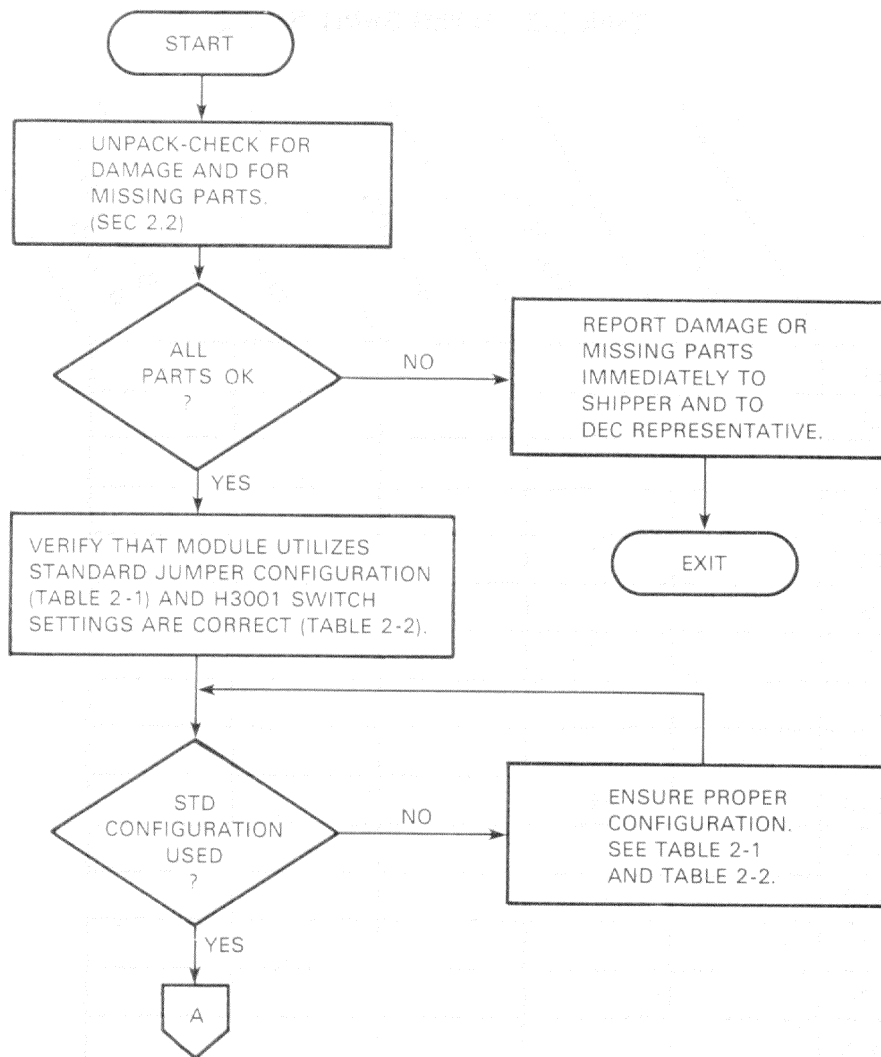 START
UNPACK-CHECK FOR
DAMAGE AND FOR
MISSING PARTS.
(SEC 2.2)
ALL
PARTS OK
?
NO
REPORT DAMAGE OR
MISSING PARTS
IMMEDIATELY TO
SHIPPER AND TO
DEC REPRESENTATIVE.
EXIT
YES
VERIFY THAT MODULE UTILIZES
STANDARD JUMPER CONFIGURATION
(TABLE 2-1) AND H3001 SWITCH
SETTINGS ARE CORRECT (TABLE 2-2).
STD
CONFIGURATION
USED
?
NO
ENSURE PROPER
CONFIGURATION.
SEE TABLE 2-1
AND TABLE 2-2.
YES
A